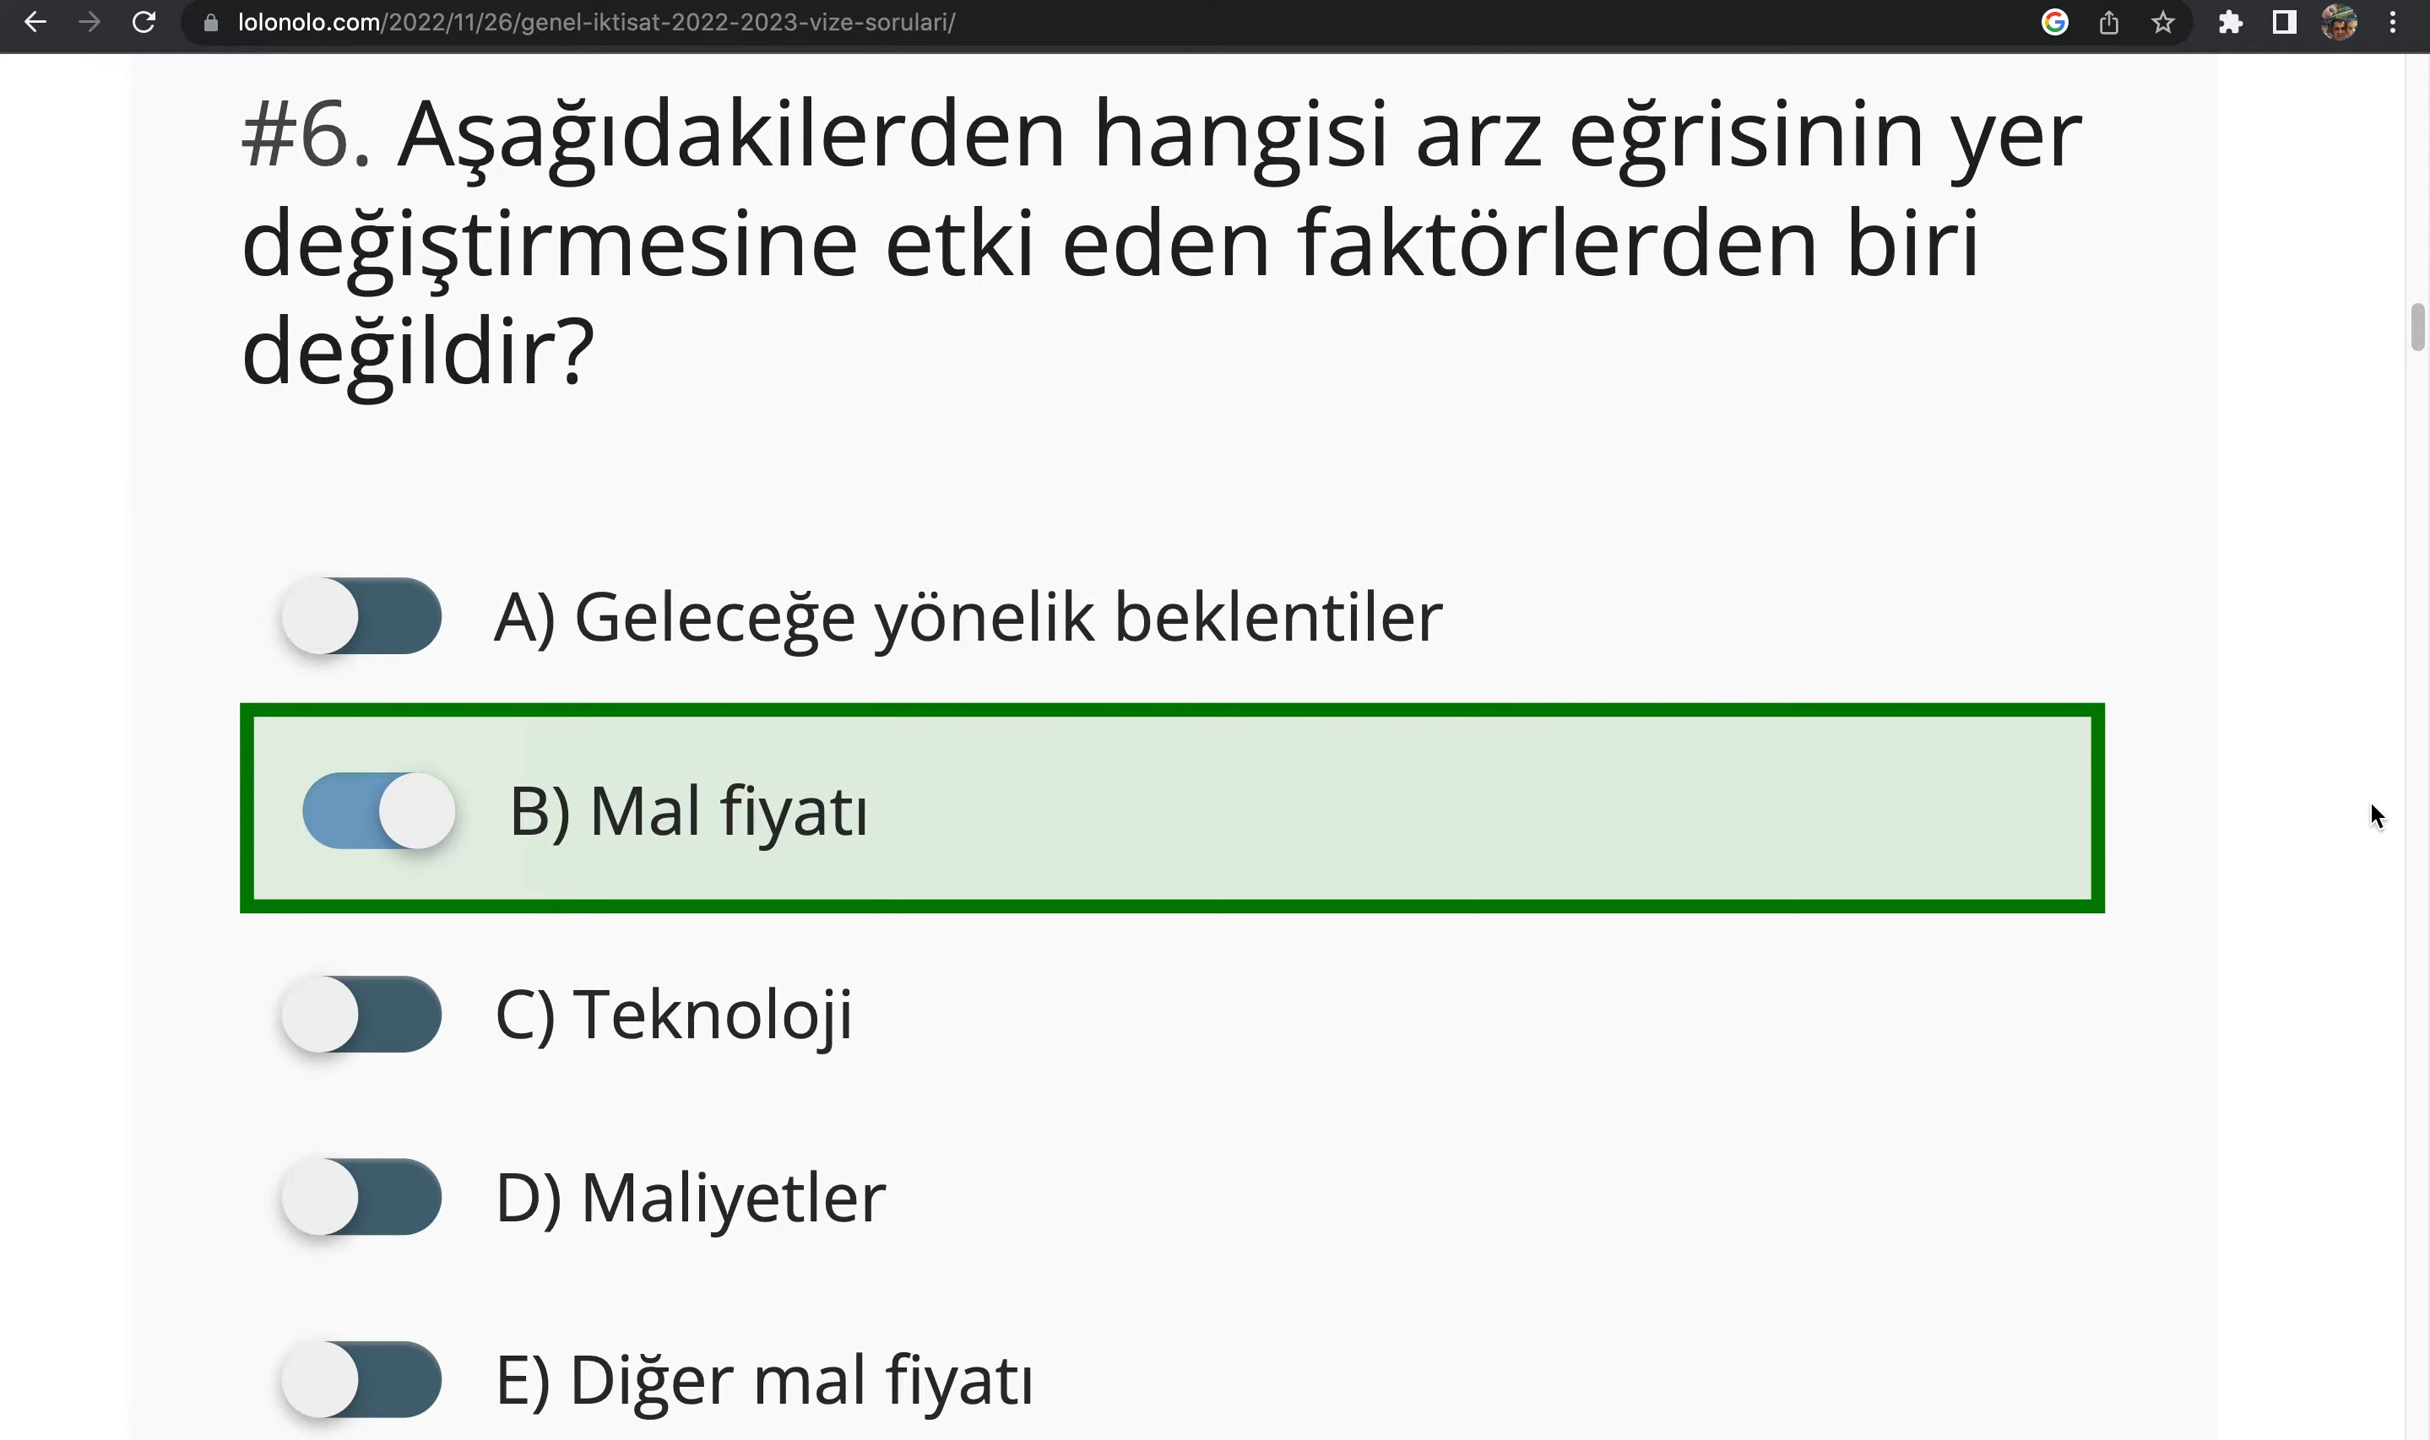 lolonolo.com/2022/11/26/genel-iktisat-2022-2023-vize-sorulari/
#6. Aşağıdakilerden hangisi arz eğrisinin yer
değiştirmesine etki eden faktörlerden biri
değildir?
A) Geleceğe yönelik beklentiler
B) Mal fiyatı
C) Teknoloji
D) Maliyetler
E) Diğer mal fiyatı